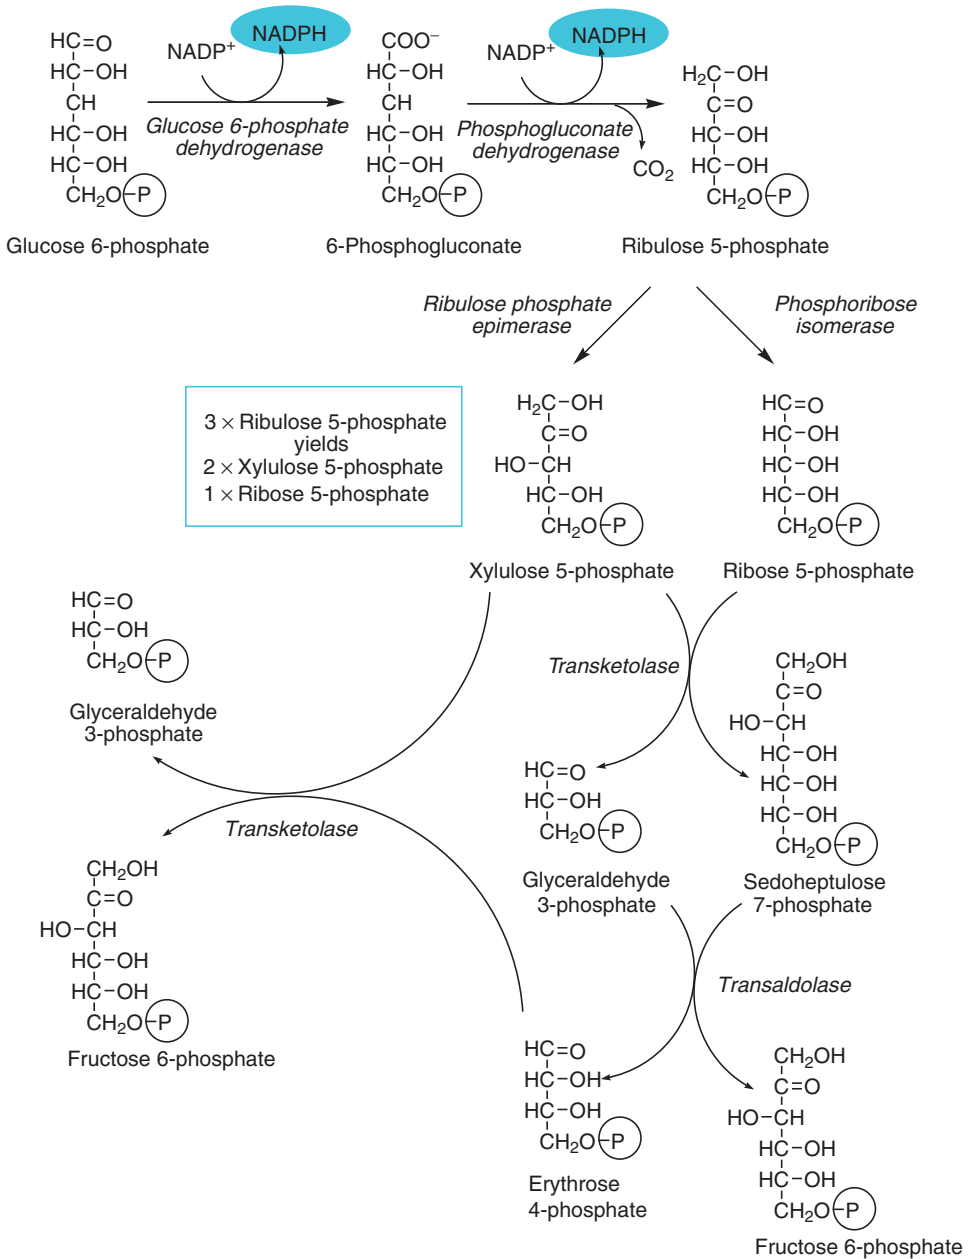 HC=O
HC–OH
CH
HC–OH
HC–OH
CH₂O–P
Glucose 6-phosphate
NADP⁺
NADPH
Glucose 6-phosphate
dehydrogenase
COO⁻
HC–OH
CH
HC–OH
HC–OH
CH₂O–P
6-Phosphogluconate
NADP⁺
NADPH
Phosphogluconate
dehydrogenase
CO₂
H₂C–OH
C=O
HC–OH
HC–OH
CH₂O–P
Ribulose 5-phosphate
Ribulose phosphate
epimerase
Phosphoribose
isomerase
3 × Ribulose 5-phosphate
yields
2 × Xylulose 5-phosphate
1 × Ribose 5-phosphate
H₂C–OH
C=O
HO–CH
HC–OH
CH₂O–P
Xylulose 5-phosphate
HC=O
HC–OH
HC–OH
HC–OH
CH₂O–P
Ribose 5-phosphate
HC=O
HC–OH
CH₂O–P
Glyceraldehyde
3-phosphate
Transketolase
CH₂OH
C=O
HO–CH
HC–OH
HC–OH
HC–OH
CH₂O–P
Sedoheptulose
7-phosphate
HC=O
HC–OH
CH₂O–P
Glyceraldehyde
3-phosphate
Transketolase
CH₂OH
C=O
HO–CH
HC–OH
HC–OH
CH₂O–P
Fructose 6-phosphate
Transaldolase
HC=O
HC–OH
HC–OH
CH₂O–P
Erythrose
4-phosphate
CH₂OH
C=O
HO–CH
HC–OH
HC–OH
CH₂O–P
Fructose 6-phosphate